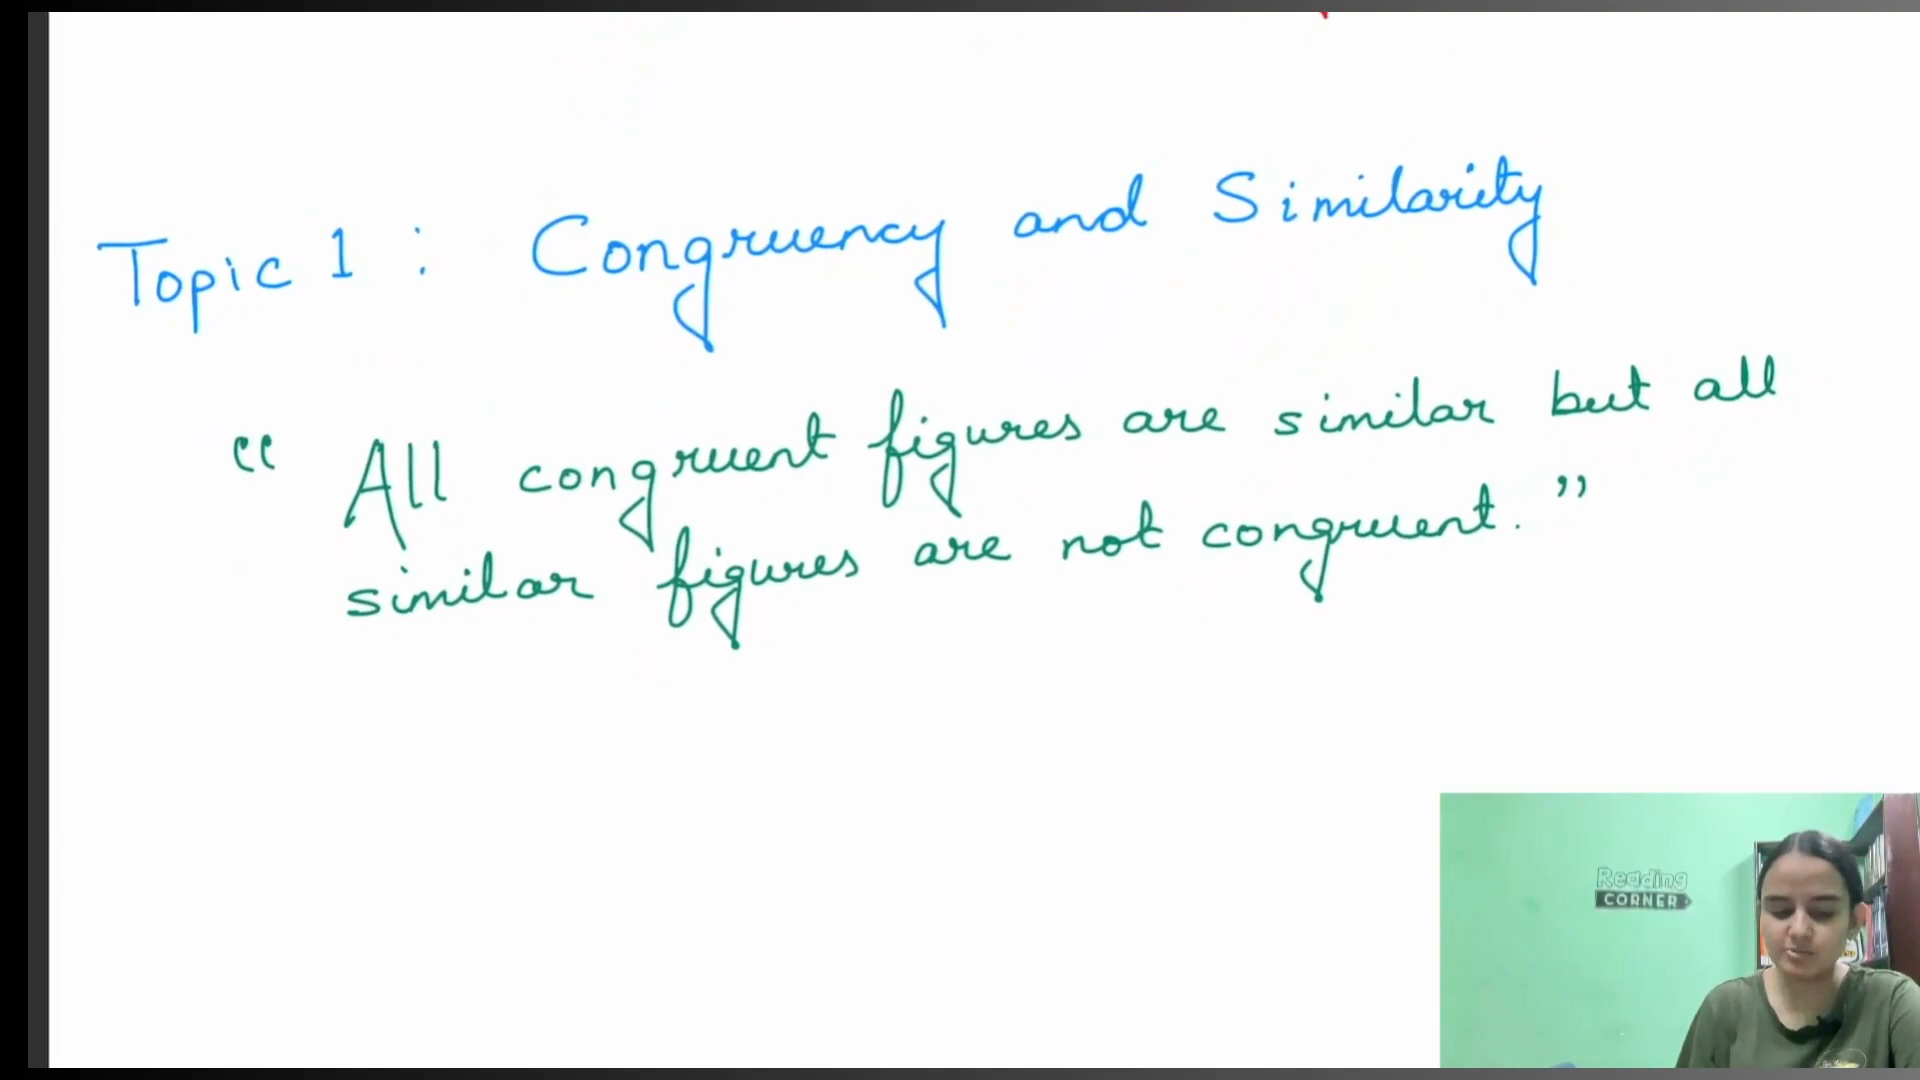 Topic 1 : Congruency and Similarity
“ All congruent figures are similar but all
similar figures are not congruent. ”
Reading
CORNER